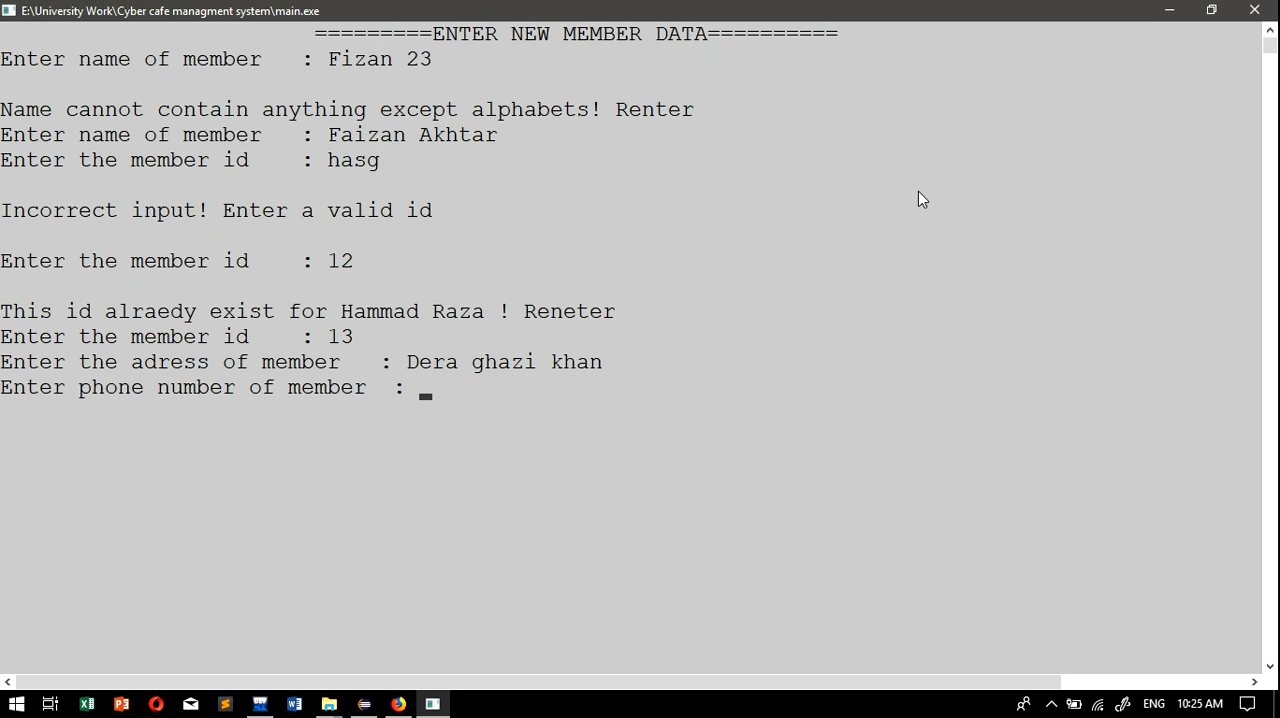 E:\University Work\Cyber cafe managment system\main.exe
=========ENTER NEW MEMBER DATA==========
Enter name of member   : Fizan 23
Name cannot contain anything except alphabets! Renter
Enter name of member   : Faizan Akhtar
Enter the member id    : hasg
Incorrect input! Enter a valid id
Enter the member id    : 12
This id alraedy exist for Hammad Raza ! Reneter
Enter the member id    : 13
Enter the adress of member   : Dera ghazi khan
Enter phone number of member  : _
ENG 10:25 AM